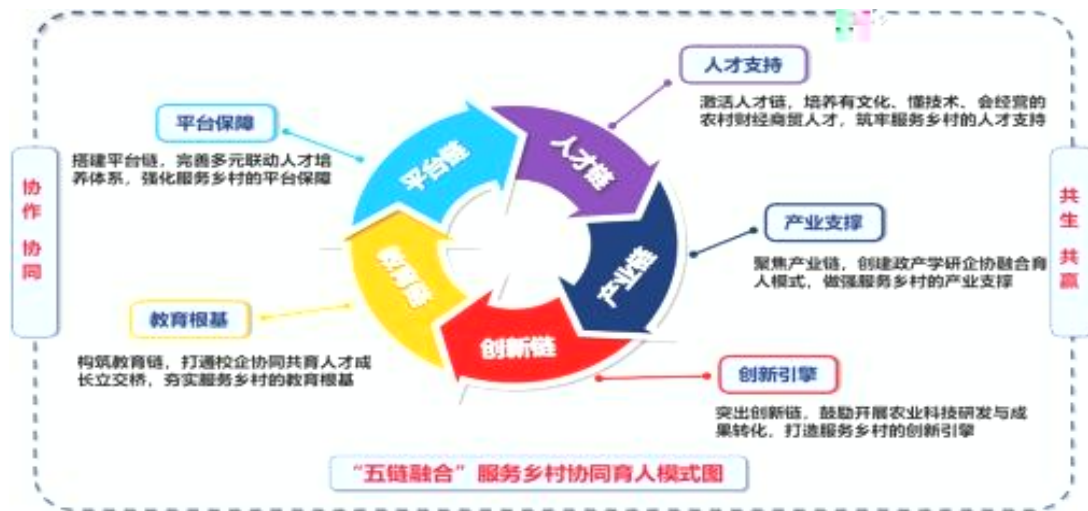 人才支持
激活人才链，培养有文化、懂技术、会经营的
农村财经商贸人才，筑牢服务乡村的人才支持
平台保障
搭建平台链，完善多元联动人才培
养体系，强化服务乡村的平台保障
平台链
人才链
协作 协同
共生 共赢
产业支撑
聚焦产业链，创建政产学研企协融合育
人模式，做强服务乡村的产业支撑
教育链
产业链
创新链
教育根基
构筑教育链，打通校企协同共育人才成
长立交桥，夯实服务乡村的教育根基
创新引擎
突出创新链，鼓励开展农业科技研发与成
果转化，打造服务乡村的创新引擎
“五链融合”服务乡村协同育人模式图